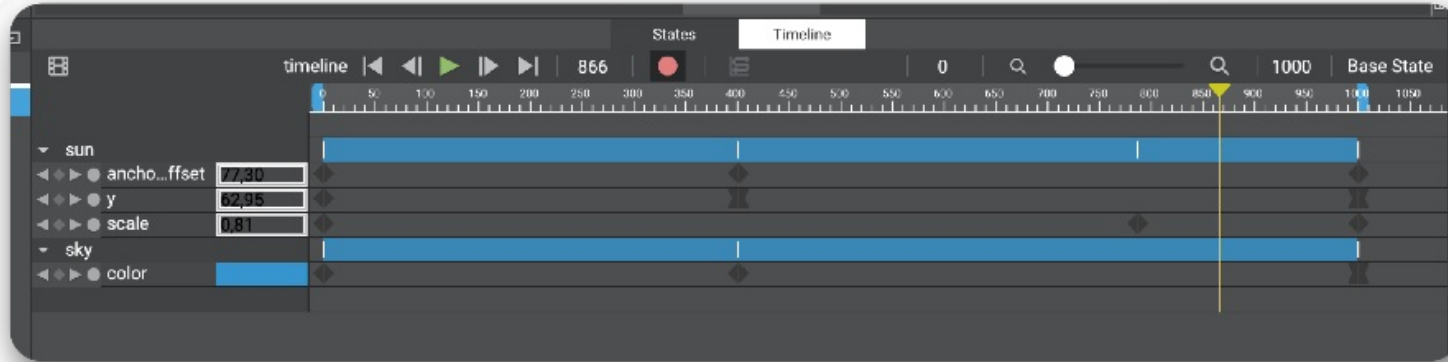 States Timeline
timeline 866 0 1000 Base State
0 50 100 150 200 250 300 350 400 450 500 550 600 650 700 750 800 850 900 950 1000 1050
sun
ancho...ffset 77,30
y 62,95
scale 0,81
sky
color